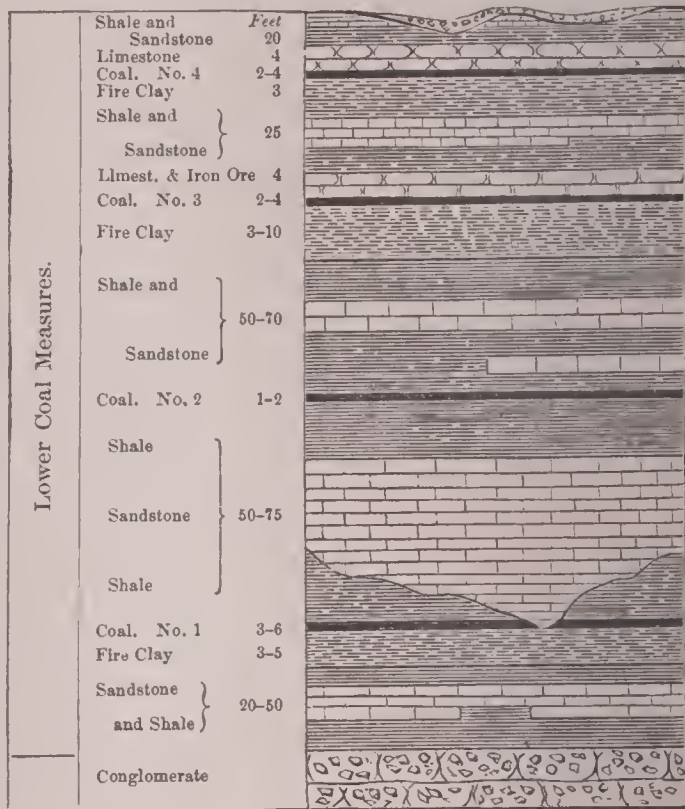 Lower Coal Measures.
Shale and Feet
Sandstone 20
Limestone 4
Coal. No. 4 2-4
Fire Clay 3
Shale and
25
Sandstone
Limest. & Iron Ore 4
Coal. No. 3 2-4
Fire Clay 3-10
Shale and
50-70
Sandstone
Coal. No. 2 1-2
Shale
Sandstone 50-75
Shale
Coal. No. 1 3-6
Fire Clay 3-5
Sandstone
20-50
and Shale
Conglomerate